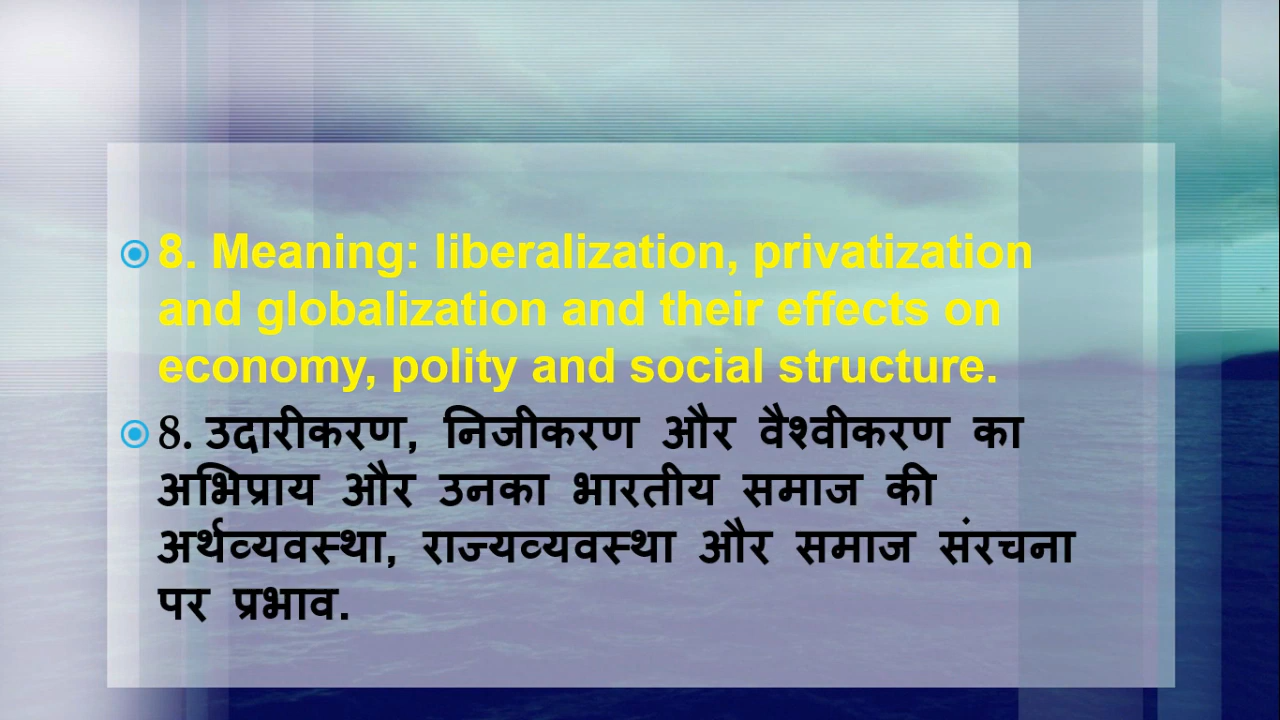 8. Meaning: liberalization, privatization
and globalization and their effects on
economy, polity and social structure.
8. उदारीकरण, निजीकरण और वैश्वीकरण का
अभिप्राय और उनका भारतीय समाज की
अर्थव्यवस्था, राज्यव्यवस्था और समाज संरचना
पर प्रभाव.